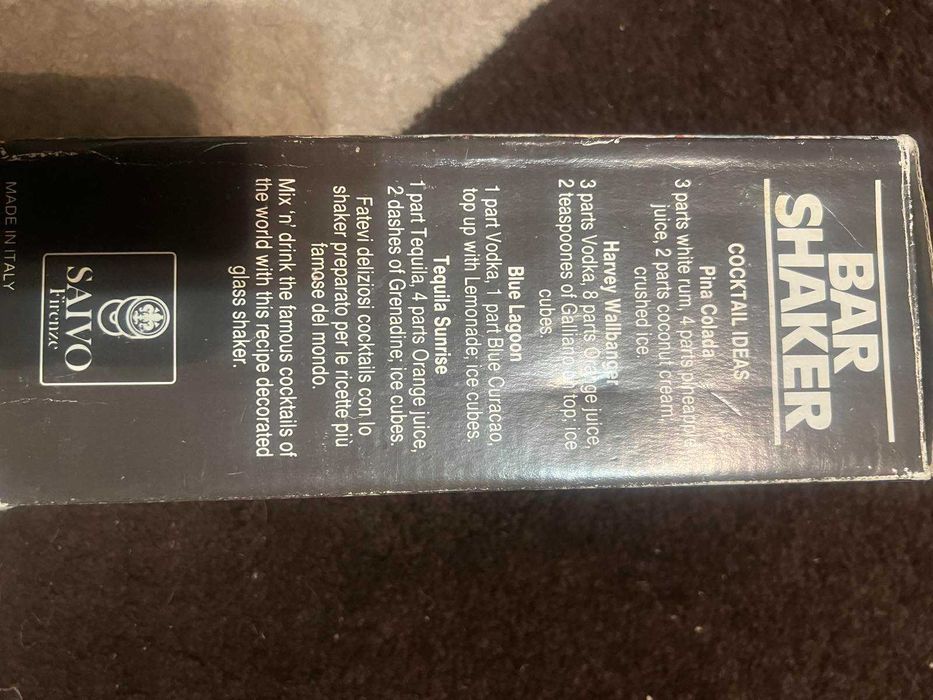 BAR
SHAKER
COCKTAIL IDEAS
Pina Colada
3 parts white rum, 4 parts pineapple
juice, 2 parts coconut cream,
crushed Ice.
Harvey Wallbanger
3 parts Vodka, 8 parts Orange juice,
2 teaspoones of Galliano on top, ice
cubes.
Blue Lagoon
1 part Vodka, 1 part Blue Curacao,
top up with Lemonade; ice cubes.
Tequila Sunrise
1 part Tequila, 4 parts Orange juice,
2 dashes of Grenadine; ice cubes.
Fatevi deliziosi cocktails con lo
shaker preparato per le ricette più
famose del mondo.
Mix 'n' drink the famous cocktails of
the world with this recipe decorated
glass shaker.
SAIVO
Firenze
MADE IN ITALY